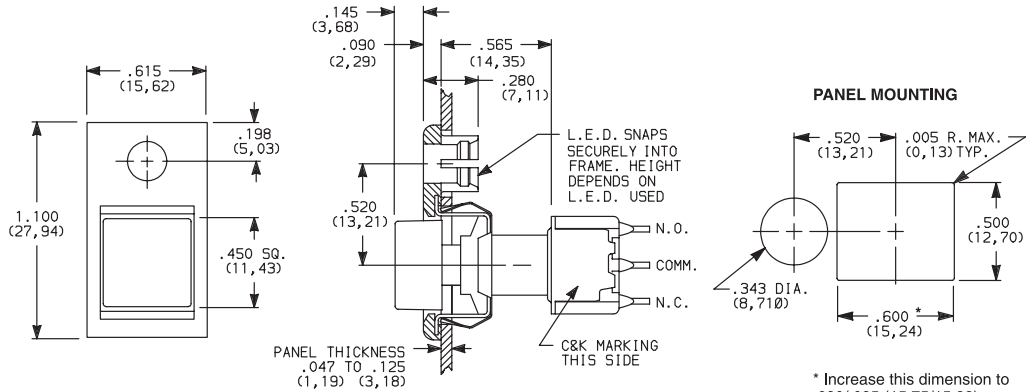 .615
(15,62)
.198
(5,03)
1.100
(27,94)
.450 SQ.
(11,43)
.145
(3,68)
.090
(2,29)
.565
(14,35)
.280
(7,11)
.520
(13,21)
L.E.D. SNAPS
SECURELY INTO
FRAME. HEIGHT
DEPENDS ON
L.E.D. USED
N.O.
COMM.
N.C.
C&K MARKING
THIS SIDE
PANEL THICKNESS
.047 TO .125
(1,19) (3,18)
PANEL MOUNTING
.520
(13,21)
.005 R. MAX.
(0,13) TYP.
.500
(12,70)
.343 DIA.
(8,710)
.600 *
(15,24)
* Increase this dimension to